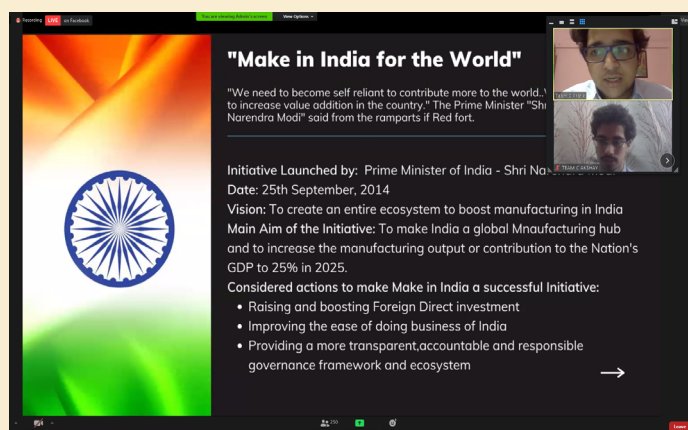 Recording LIVE on Facebook
You are viewing Admin's screen View Options
View
"Make in India for the World"
"We need to become self reliant to contribute more to the world..
to increase value addition in the country." The Prime Minister "Shr
Narendra Modi" said from the ramparts if Red fort.
TEAM C AKSHAY
Initiative Launched by: Prime Minister of India - Shri
Date: 25th September, 2014
Vision: To create an entire ecosystem to boost manufacturing in India
Main Aim of the Initiative: To make India a global Mnaufacturing hub
and to increase the manufacturing output or contribution to the Nation's
GDP to 25% in 2025.
Considered actions to make Make in India a successful Initiative:
Raising and boosting Foreign Direct investment
Improving the ease of doing business of India
Providing a more transparent,accountable and responsible
governance framework and ecosystem
Leave